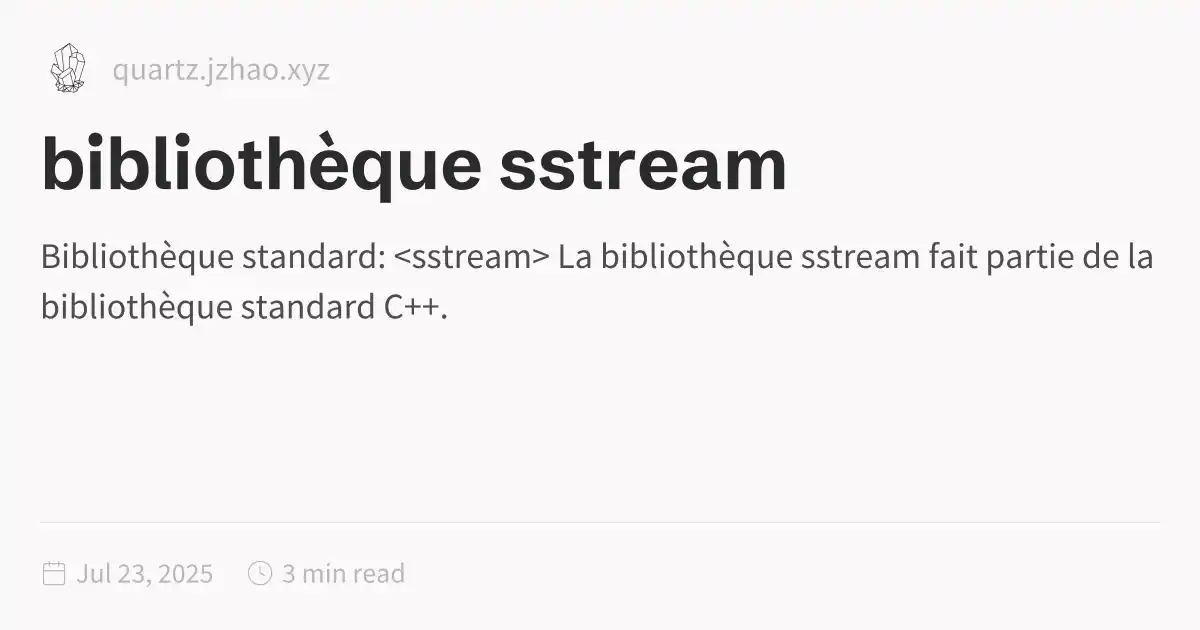 quartz.jzhao.xyz
bibliothèque sstream
Bibliothèque standard: <sstream> La bibliothèque sstream fait partie de la
bibliothèque standard C++.
Jul 23, 2025 3 min read